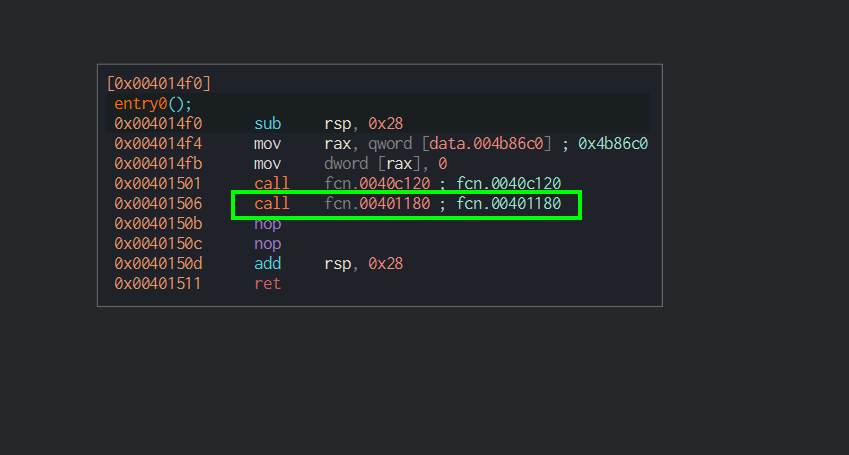 [0x004014f0]
entry0();
0x004014f0 sub rsp, 0x28
0x004014f4 mov rax, qword [data.004b86c0] ; 0x4b86c0
0x004014fb mov dword [rax], 0
0x00401501 call fcn.0040c120 ; fcn.0040c120
0x00401506 call fcn.00401180 ; fcn.00401180
0x0040150b nop
0x0040150c nop
0x0040150d add rsp, 0x28
0x00401511 ret